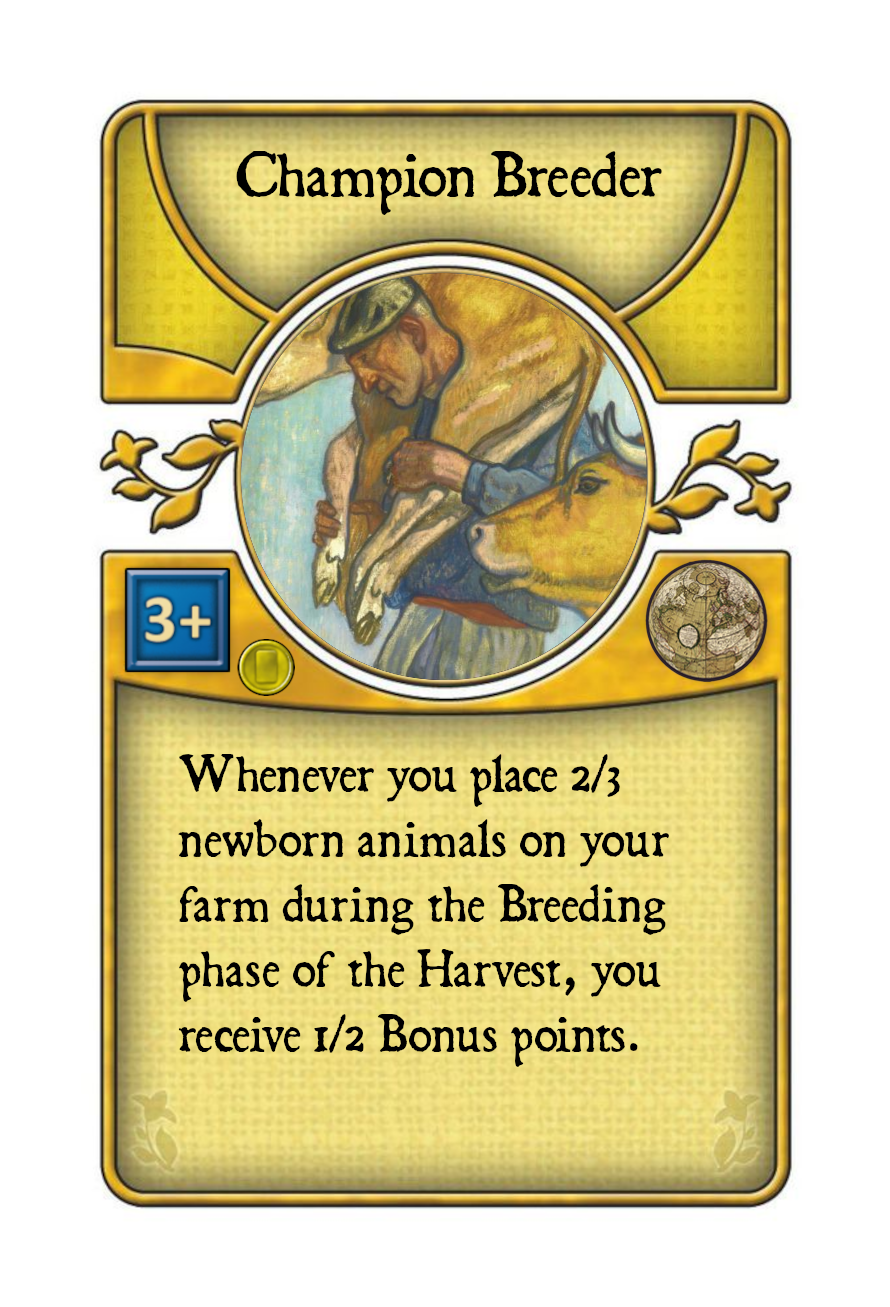 Champion Breeder
3+
Whenever you place 2/3
newborn animals on your
farm during the Breeding
phase of the Harvest, you
receive 1/2 Bonus points.